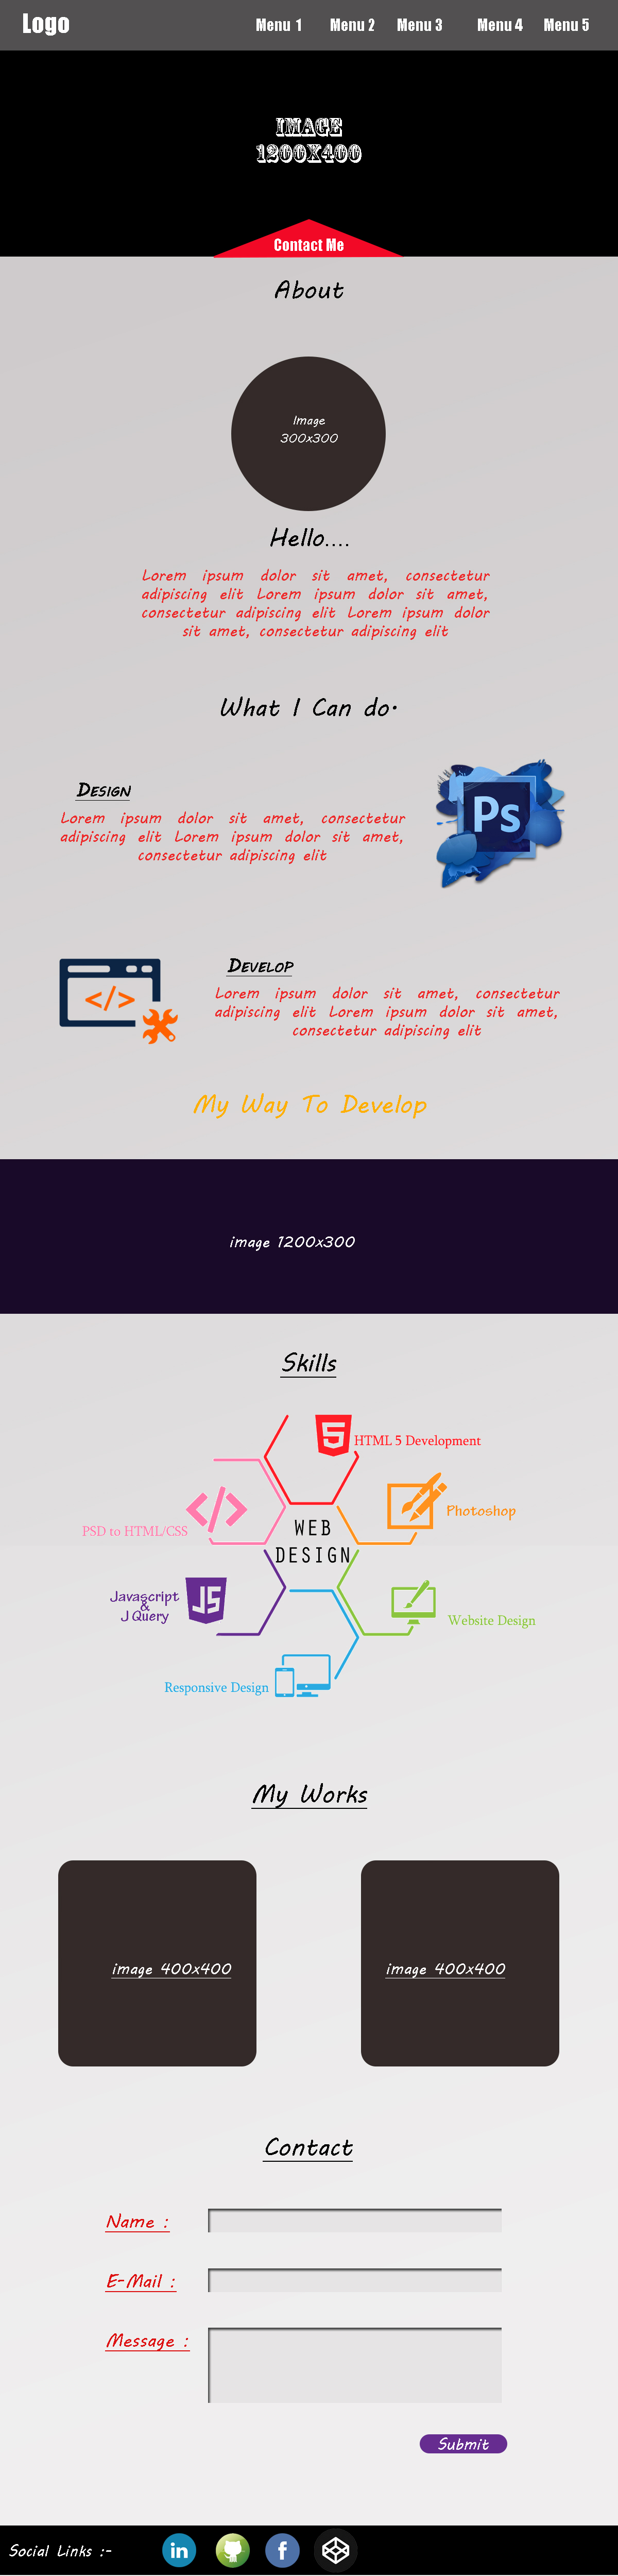 Logo
Menu 1 Menu 2 Menu 3 Menu 4 Menu 5
IMAGE
1200X400
Contact Me
About
Image
300x300
Hello....
Lorem ipsum dolor sit amet, consectetur
adipiscing elit Lorem ipsum dolor sit amet,
consectetur adipiscing elit Lorem ipsum dolor
sit amet, consectetur adipiscing elit
What I Can do.
Design
Lorem ipsum dolor sit amet, consectetur
adipiscing elit Lorem ipsum dolor sit amet,
consectetur adipiscing elit
Ps
</>
Develop
Lorem ipsum dolor sit amet, consectetur
adipiscing elit Lorem ipsum dolor sit amet,
consectetur adipiscing elit
My Way To Develop
image 1200x300
Skills
5
HTML 5 Development
</>
Photoshop
PSD to HTML/CSS
WEB
DESIGN
Javascript
&
J Query
JS
Website Design
Responsive Design
My Works
image 400x400
image 400x400
Contact
Name :
E-Mail :
Message :
Submit
Social Links :-
in
f